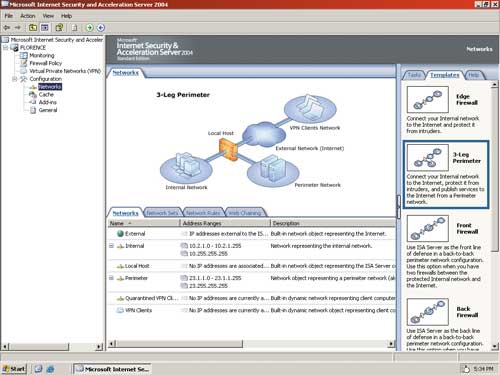 Microsoft Internet Security and Acceleration Server 2004
File Action View Help
Microsoft Internet Security and Acceler
FLORENCE
Monitoring
Firewall Policy
Virtual Private Networks (VPN)
Configuration
Networks
Cache
Add-ins
General
Microsoft
Internet Security &
Acceleration Server 2004
Standard Edition
Networks
Networks
3-Leg Perimeter
VPN Clients Network
Local Host
External Network (Internet)
Internal Network
Perimeter Network
Networks Network Sets Network Rules Web Chaining
Name Address Ranges Description
External IP addresses external to the IS... Built-in network object representing the Internet.
Internal 10.2.1.0 - 10.2.1.255 Network representing the internal network.
10.255.255.255
Local Host No IP addresses are associated... Built-in network object representing the ISA Server c
Perimeter 23.1.1.0 - 23.1.1.255 Network object representing a perimeter network (al
23.255.255.255
Quarantined VPN Cli... No IP addresses are currently a... Built-in dynamic network representing client computer
VPN Clients No IP addresses are currently a... Built-in dynamic network object representing client co
Tasks Templates Help
Edge
Firewall
Connect your Internal network
to the Internet and protect it
from intruders.
3-Leg
Perimeter
Connect your Internal network
to the Internet, protect it from
intruders, and publish services to
the Internet from a Perimeter
network.
Front
Firewall
Use ISA Server as the front line
of defense in a back-to-back
perimeter network configuration.
Use this option when you have
two firewalls between the
protected Internal network and
the Internet.
Back
Firewall
Use ISA Server as the back line
of defense in a back-to-back
perimeter network configuration.
Use this option when you have
Start
Microsoft Internet Se...
5:34 PM